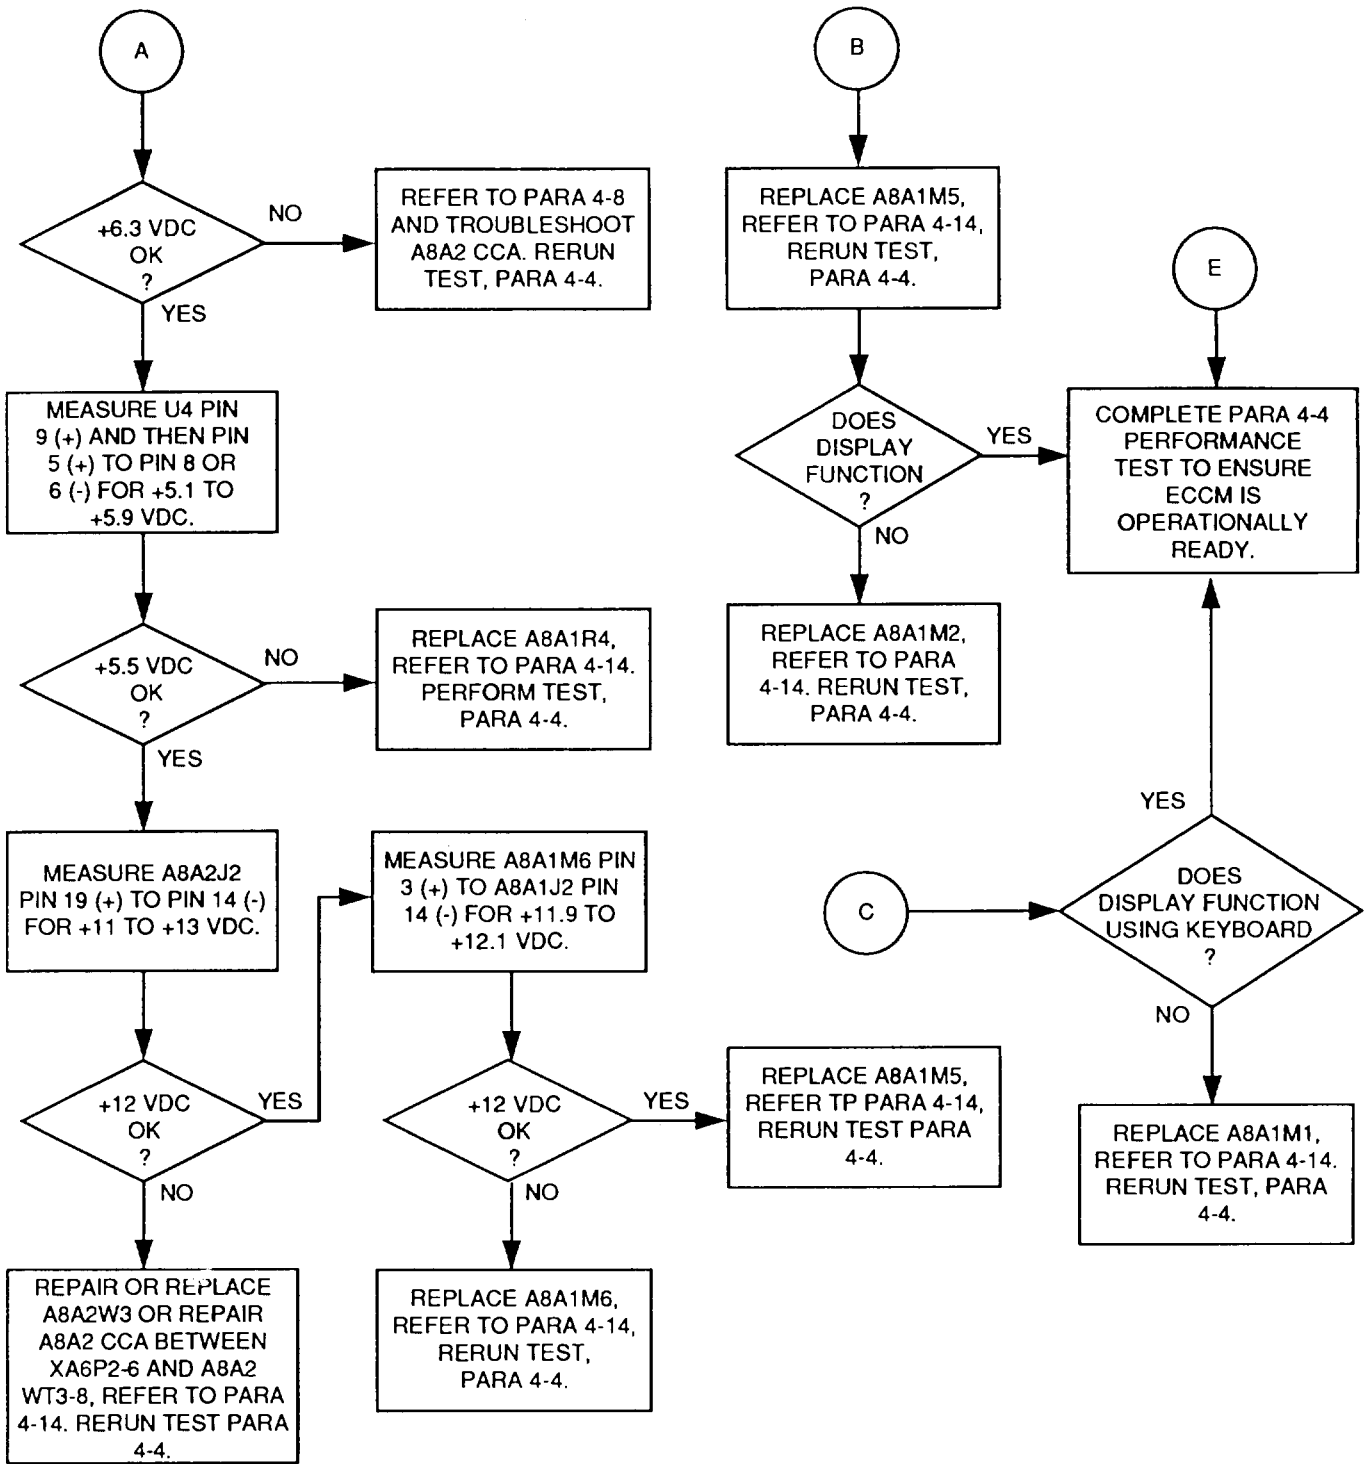 A
+6.3 VDC
OK
?
NO
YES
REFER TO PARA 4-8
AND TROUBLESHOOT
A8A2 CCA. RERUN
TEST, PARA 4-4.
MEASURE U4 PIN
9 (+) AND THEN PIN
5 (+) TO PIN 8 OR
6 (-) FOR +5.1 TO
+5.9 VDC.
+5.5 VDC
OK
?
NO
YES
REPLACE A8A1R4,
REFER TO PARA 4-14.
PERFORM TEST,
PARA 4-4.
MEASURE A8A2J2
PIN 19 (+) TO PIN 14 (-)
FOR +11 TO +13 VDC.
+12 VDC
OK
?
YES
NO
REPAIR OR REPLACE
A8A2W3 OR REPAIR
A8A2 CCA BETWEEN
XA6P2-6 AND A8A2
WT3-8, REFER TO PARA
4-14. RERUN TEST PARA
4-4.
MEASURE A8A1M6 PIN
3 (+) TO A8A1J2 PIN
14 (-) FOR +11.9 TO
+12.1 VDC.
+12 VDC
OK
?
YES
NO
REPLACE A8A1M5,
REFER TP PARA 4-14,
RERUN TEST PARA
4-4.
REPLACE A8A1M6,
REFER TO PARA 4-14,
RERUN TEST,
PARA 4-4.
B
REPLACE A8A1M5,
REFER TO PARA 4-14,
RERUN TEST,
PARA 4-4.
DOES
DISPLAY
FUNCTION
?
YES
NO
REPLACE A8A1M2,
REFER TO PARA
4-14. RERUN TEST,
PARA 4-4.
E
COMPLETE PARA 4-4
PERFORMANCE
TEST TO ENSURE
ECCM IS
OPERATIONALLY
READY.
C
YES
DOES
DISPLAY FUNCTION
USING KEYBOARD
?
NO
REPLACE A8A1M1,
REFER TO PARA 4-14.
RERUN TEST, PARA
4-4.